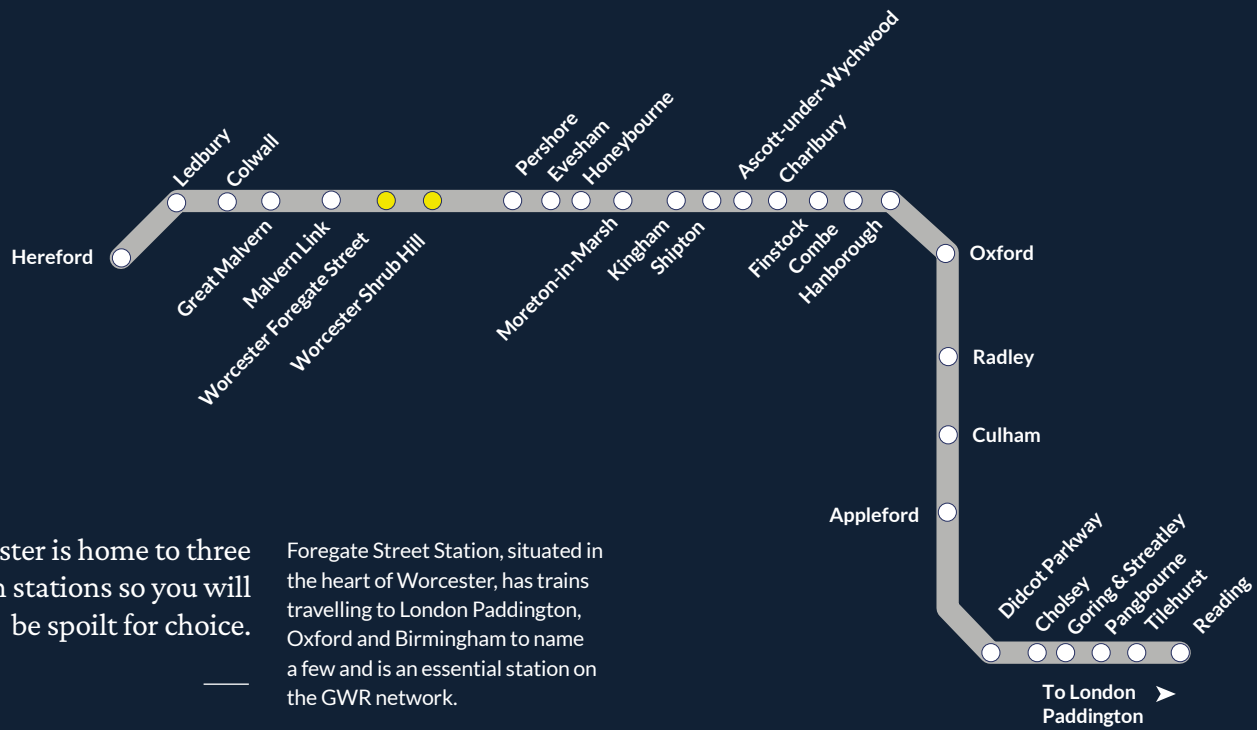 Ledbury
Colwall
Pershore
Evesham
Honeybourne
Ascott-under-Wychwood
Charlbury
Hereford
Great Malvern
Malvern Link
Worcester Foregate Street
Worcester Shrub Hill
Moreton-in-Marsh
Kingham
Shipton
Finstock
Combe
Hanborough
Oxford
Radley
Culham
Appleford
Didcot Parkway
Cholsey
Goring & Streatley
Pangbourne
Tilehurst
Reading
To London
Paddington
is home to three
stations so you will
be spoilt for choice.
Foregate Street Station, situated in
the heart of Worcester, has trains
travelling to London Paddington,
Oxford and Birmingham to name
a few and is an essential station on
the GWR network.